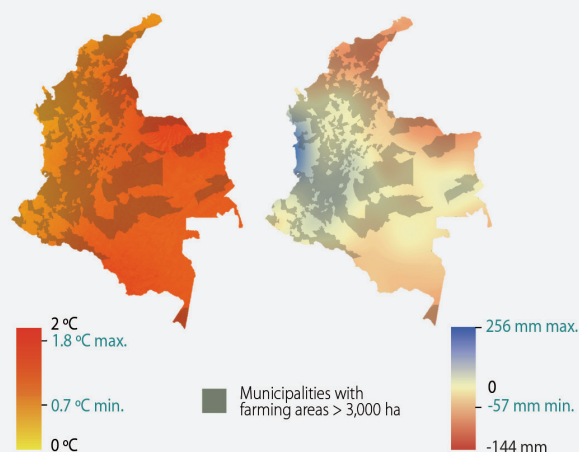 2 ºC
1.8 ºC max.
0.7 ºC min.
0 ºC
Municipalities with
farming areas > 3,000 ha
256 mm max.
0
-57 mm min.
-144 mm